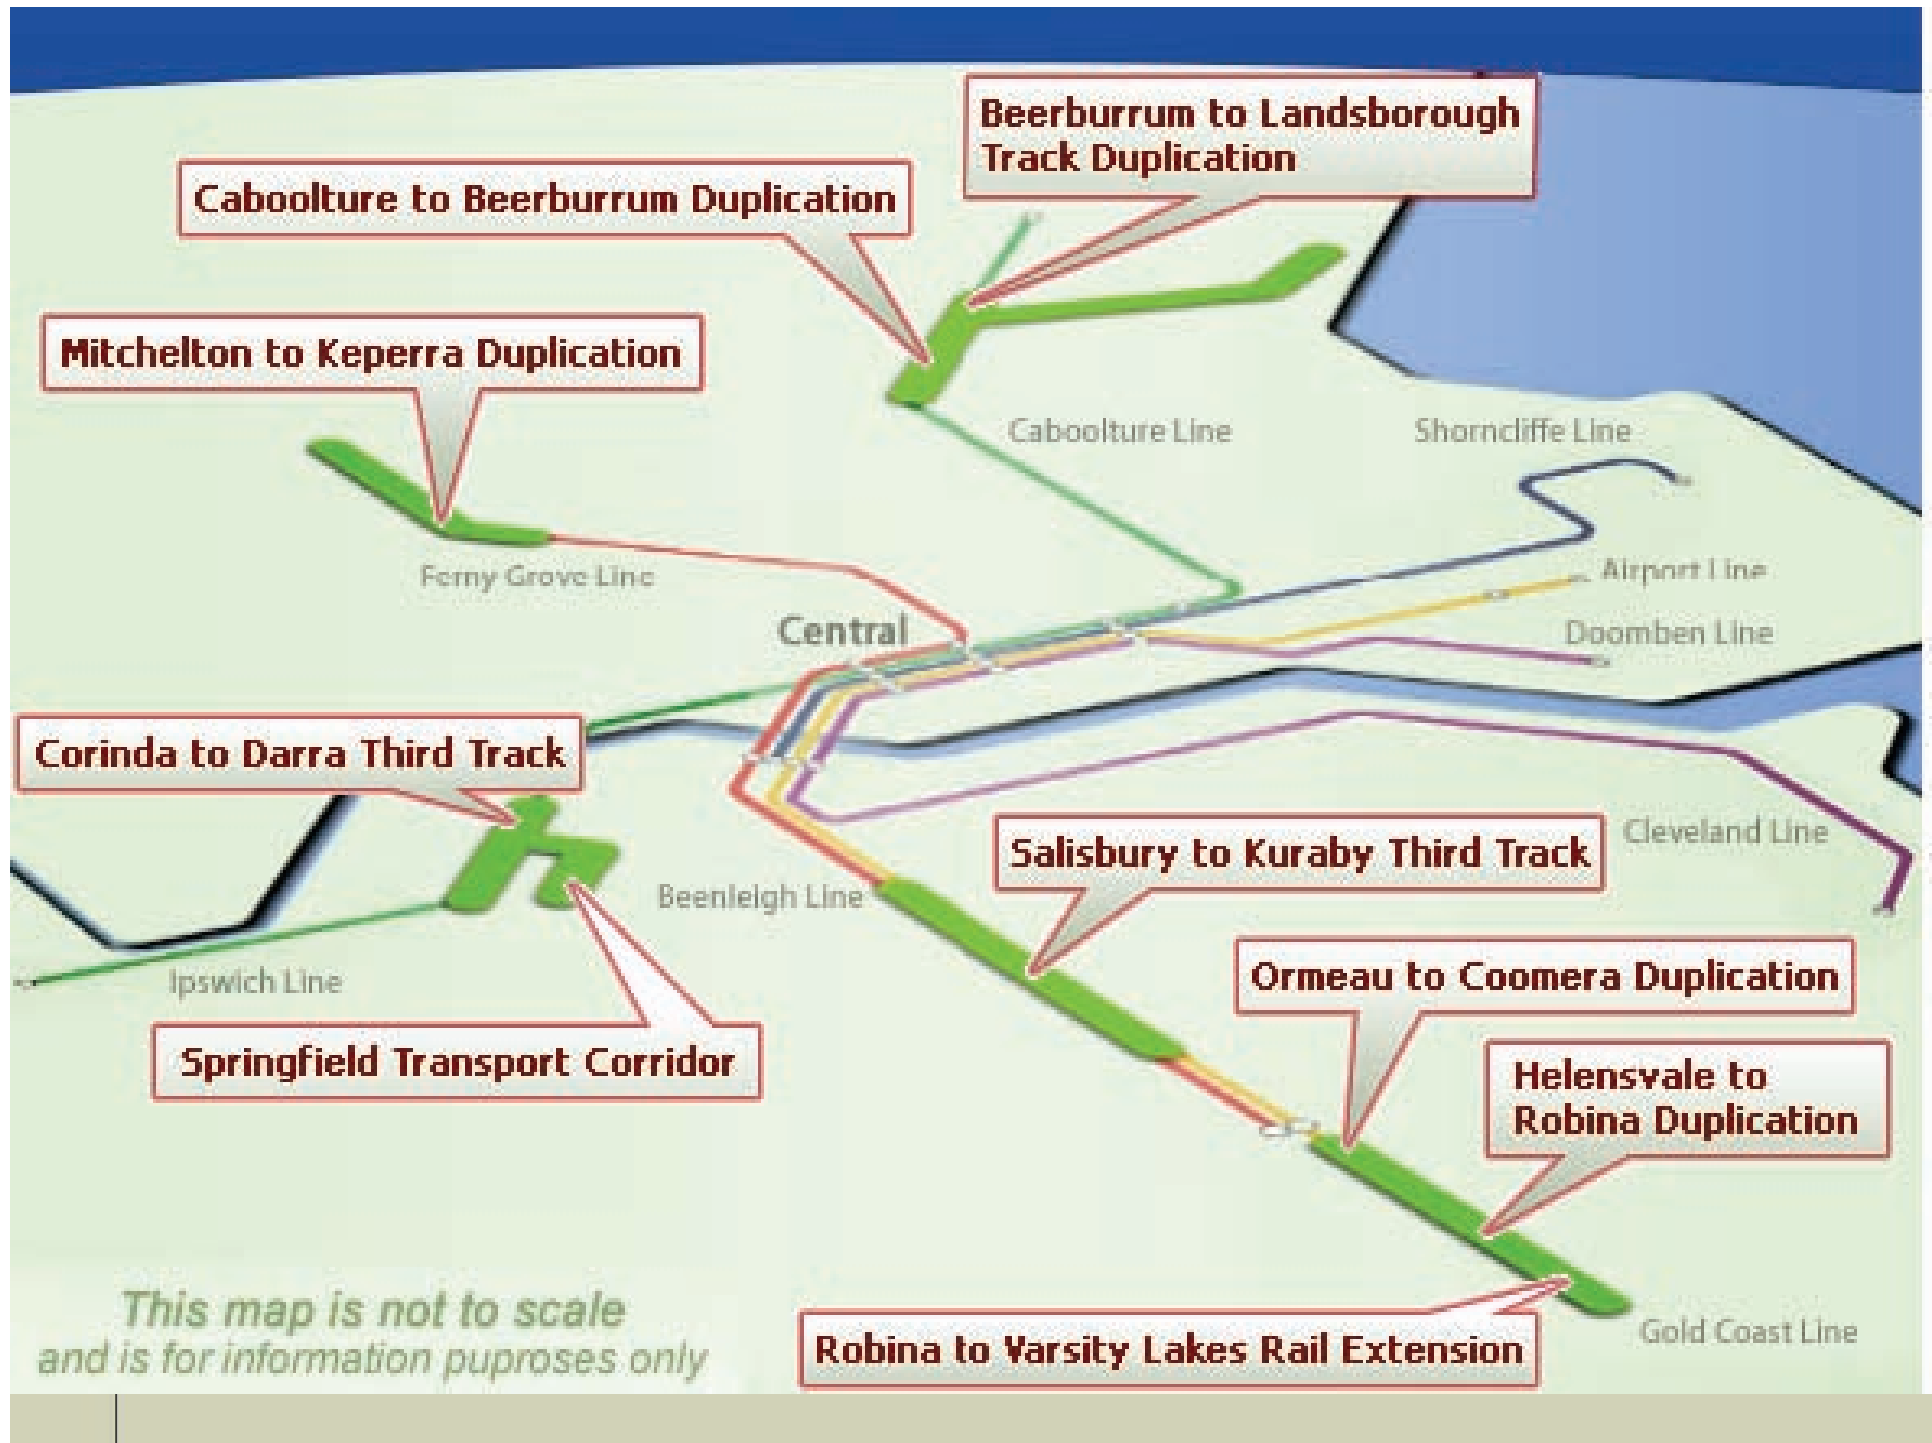 Beerburrum to Landsborough
Track Duplication
Caboolture to Beerburrum Duplication
Mitchelton to Keperra Duplication
Caboolture Line
Shorncliffe Line
Ferny Grove Line
Airport Line
Central
Doomben Line
Corinda to Darra Third Track
Cleveland Line
Salisbury to Kuraby Third Track
Beenleigh Line
Ipswich Line
Ormeau to Coomera Duplication
Springfield Transport Corridor
Helensvale to
Robina Duplication
This map is not to scale
and is for information puproses only
Gold Coast Line
Robina to Varsity Lakes Rail Extension